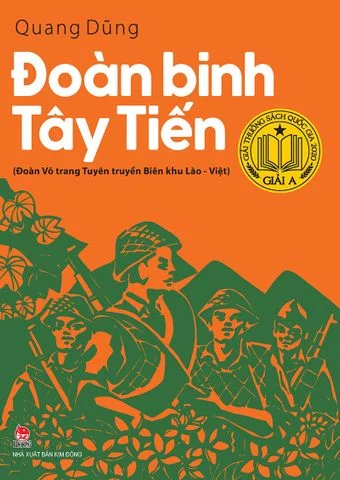 Quang Dũng
Đoàn binh
Tây Tiến
(Đoàn Võ trang Tuyên truyền Biên khu Lào - Việt)
GIẢI THƯỞNG SÁCH QUỐC GIA 2020
GIẢI A
NHÀ XUẤT BẢN KIM ĐỒNG